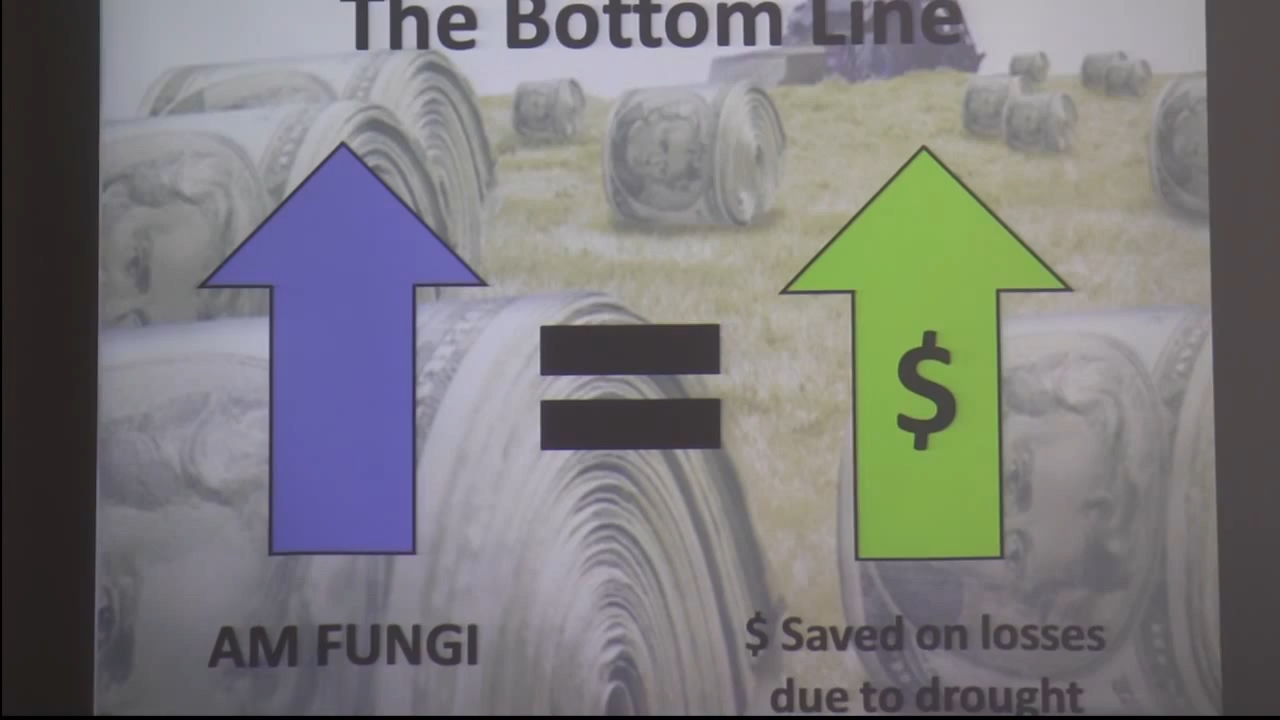 The Bottom Line
$
AM FUNGI
$ Saved on losses
due to drought